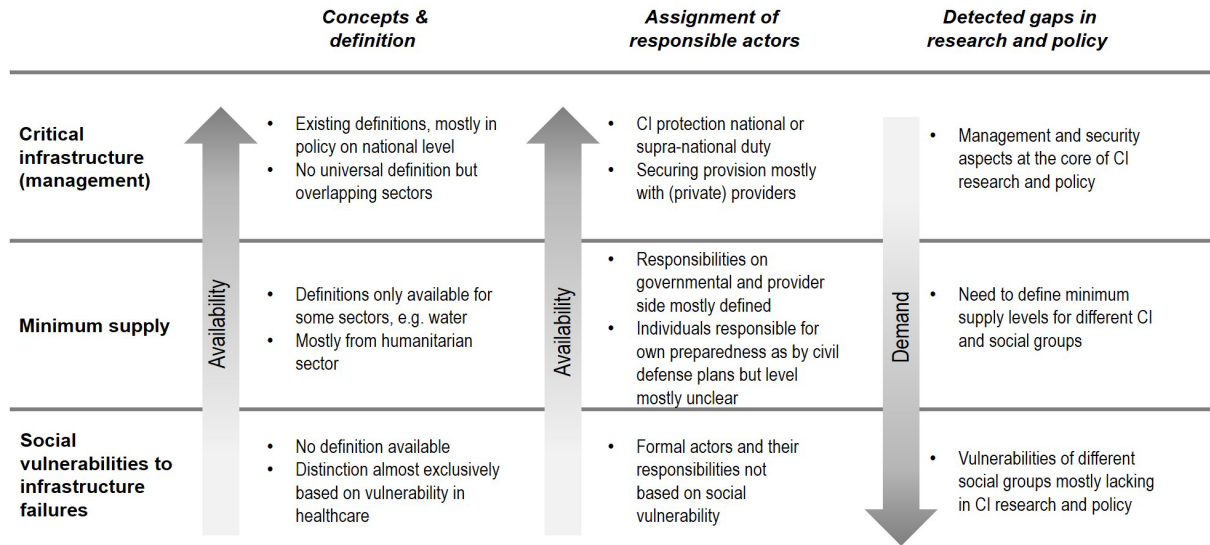 Concepts &
definition
Assignment of
responsible actors
Detected gaps in
research and policy
Critical
infrastructure
(management)
Availability
• Existing definitions, mostly in
policy on national level
• No universal definition but
overlapping sectors
Availability
• CI protection national or
supra-national duty
• Securing provision mostly
with (private) providers
Demand
• Management and security
aspects at the core of CI
research and policy
Minimum supply
• Definitions only available for
some sectors, e.g. water
• Mostly from humanitarian
sector
• Responsibilities on
governmental and provider
side mostly defined
• Individuals responsible for
own preparedness as by civil
defense plans but level
mostly unclear
• Need to define minimum
supply levels for different CI
and social groups
Social
vulnerabilities to
infrastructure
failures
• No definition available
• Distinction almost exclusively
based on vulnerability in
healthcare
• Formal actors and their
responsibilities not
based on social
vulnerability
• Vulnerabilities of different
social groups mostly lacking
in CI research and policy